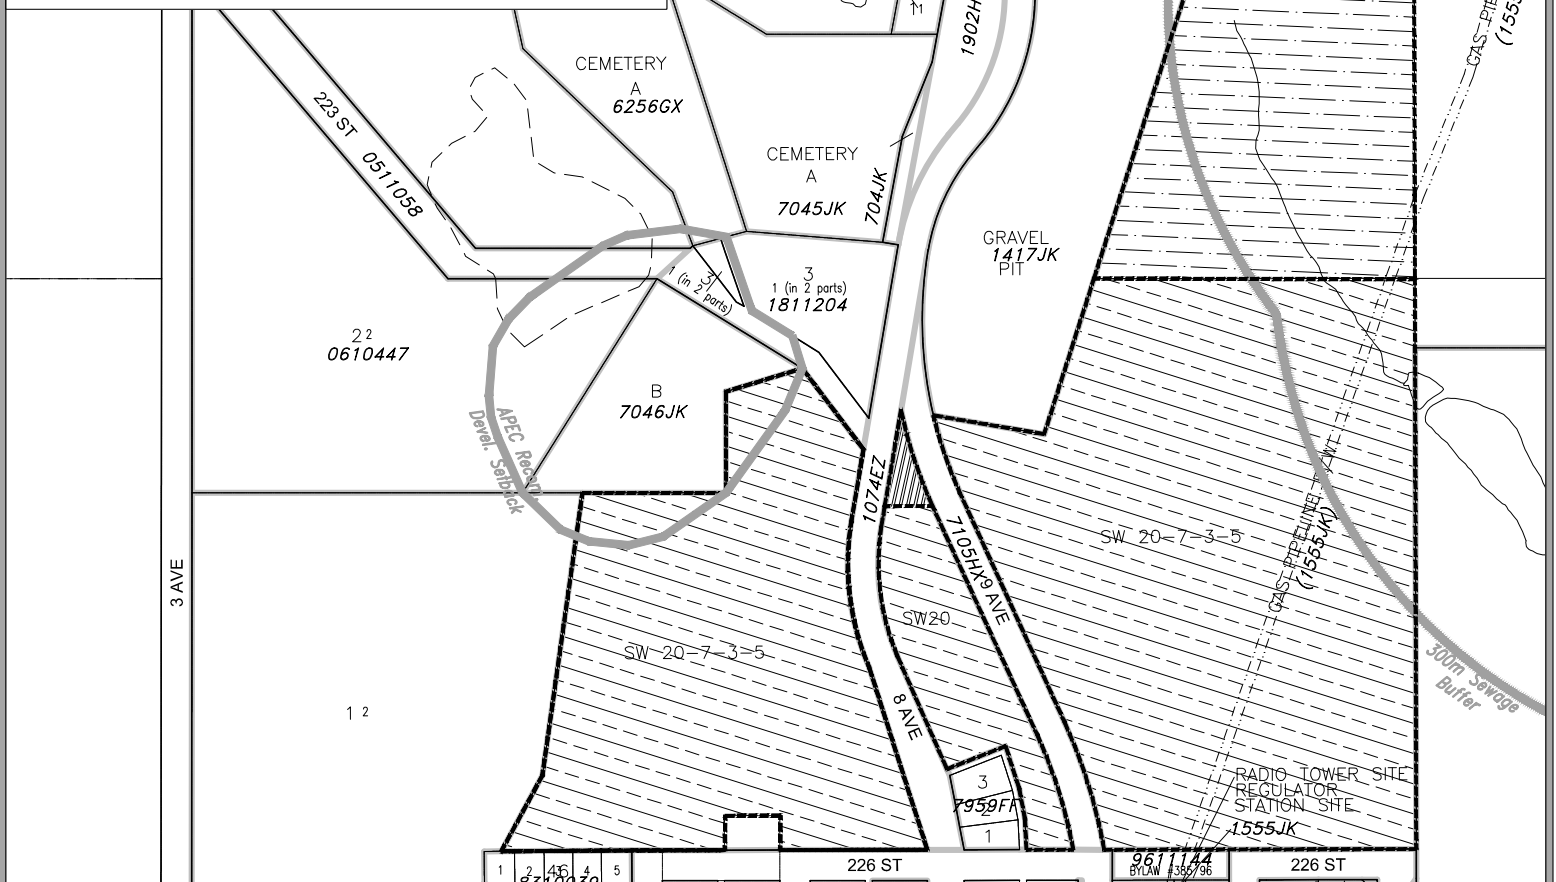 11
1902H
GAS PIPE
(1555
CEMETERY
A
6256GX
223 ST 0511058
CEMETERY
A
7045JK
704JK
GRAVEL
1417JK
PIT
3
1 (in 2 parts)
3
1 (in 2 parts)
1811204
2 2
0610447
B
7046JK
APEC Recom
Devel. Setback
1074EZ
7105HX
9 AVE
SW 20-7-3-5
GAS PIPELINE R/W
(1555JK)
3 AVE
SW20
SW 20-7-3-5
300m Sewage
Buffer
1 2
8 AVE
3
7959FF
2
1
RADIO TOWER SITE
REGULATOR
STATION SITE
1555JK
226 ST
9611144
BYLAW #385/96
226 ST
1 2 4 5